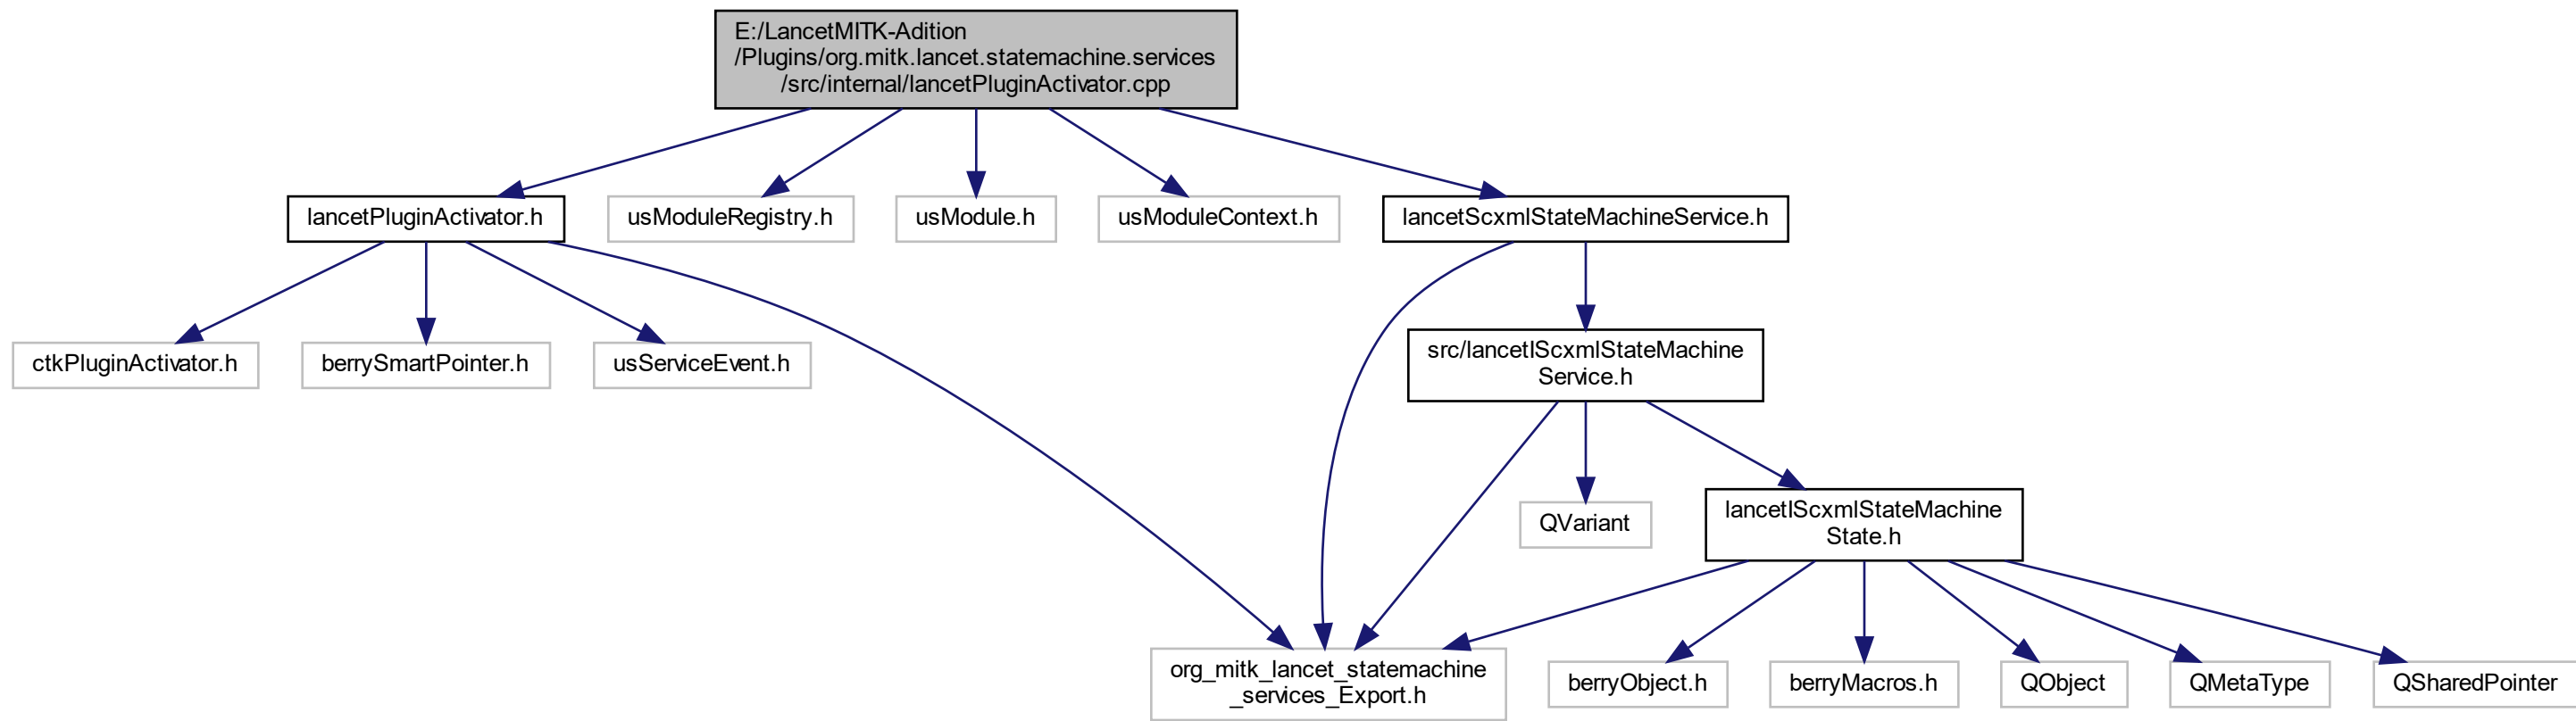 E:/LancetMITK-Adition
/Plugins/org.mitk.lancet.statemachine.services
/src/internal/lancetPluginActivator.cpp
lancetPluginActivator.h
usModuleRegistry.h
usModule.h
usModuleContext.h
lancetScxmlStateMachineService.h
ctkPluginActivator.h
berrySmartPointer.h
usServiceEvent.h
src/lancetIScxmlStateMachine
Service.h
QVariant
lancetIScxmlStateMachine
State.h
org_mitk_lancet_statemachine
_services_Export.h
berryObject.h
berryMacros.h
QObject
QMetaType
QSharedPointer